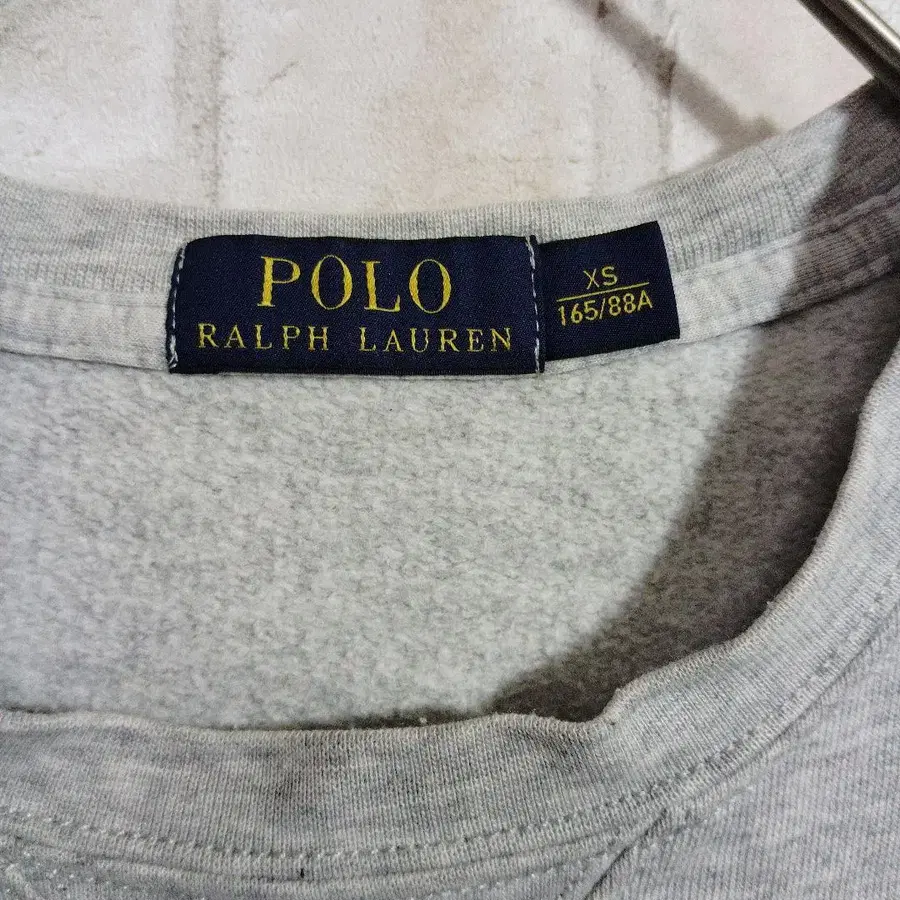 POLO
RALPH LAUREN
XS
165/88A